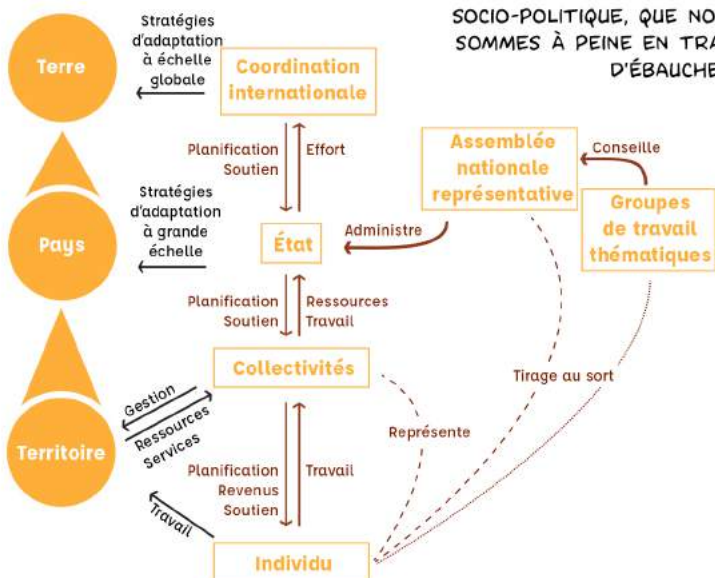 SOCIO-POLITIQUE, QUE NO
SOMMES À PEINE EN TRA
D'ÉBAUCHE
Stratégies
d'adaptation
à échelle
globale
Terre
Coordination
internationale
Planification
Soutien
Effort
Assemblée
nationale
représentative
Conseille
Groupes
de travail
thématiques
Stratégies
d'adaptation
à grande
échelle
Pays
État
Administre
Planification
Soutien
Ressources
Travail
Collectivités
Tirage au sort
Gestion
Ressources
Services
Représente
Territoire
Planification
Revenus
Soutien
Travail
Travail
Individu